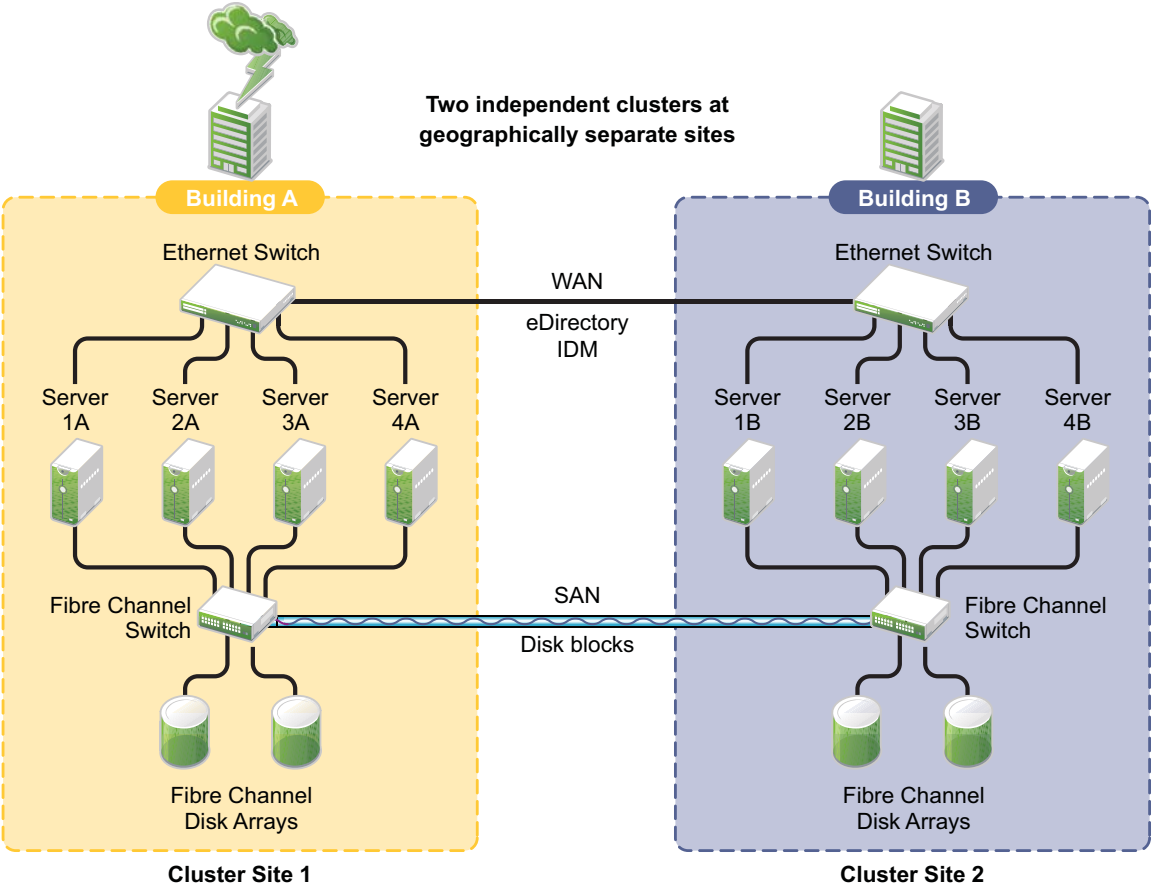 Two independent clusters at
geographically separate sites
Building A
Building B
Ethernet Switch
Ethernet Switch
WAN
eDirectory
IDM
Server
1A
Server
2A
Server
3A
Server
4A
Server
1B
Server
2B
Server
3B
Server
4B
Fibre Channel
Switch
SAN
Disk blocks
Fibre Channel
Switch
Fibre Channel
Disk Arrays
Fibre Channel
Disk Arrays
Cluster Site 1
Cluster Site 2